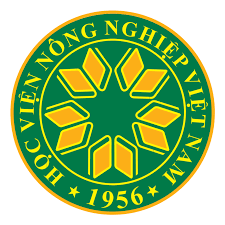 HỌC VIỆN NÔNG NGHIỆP VIỆT NAM
★ 1956 ★